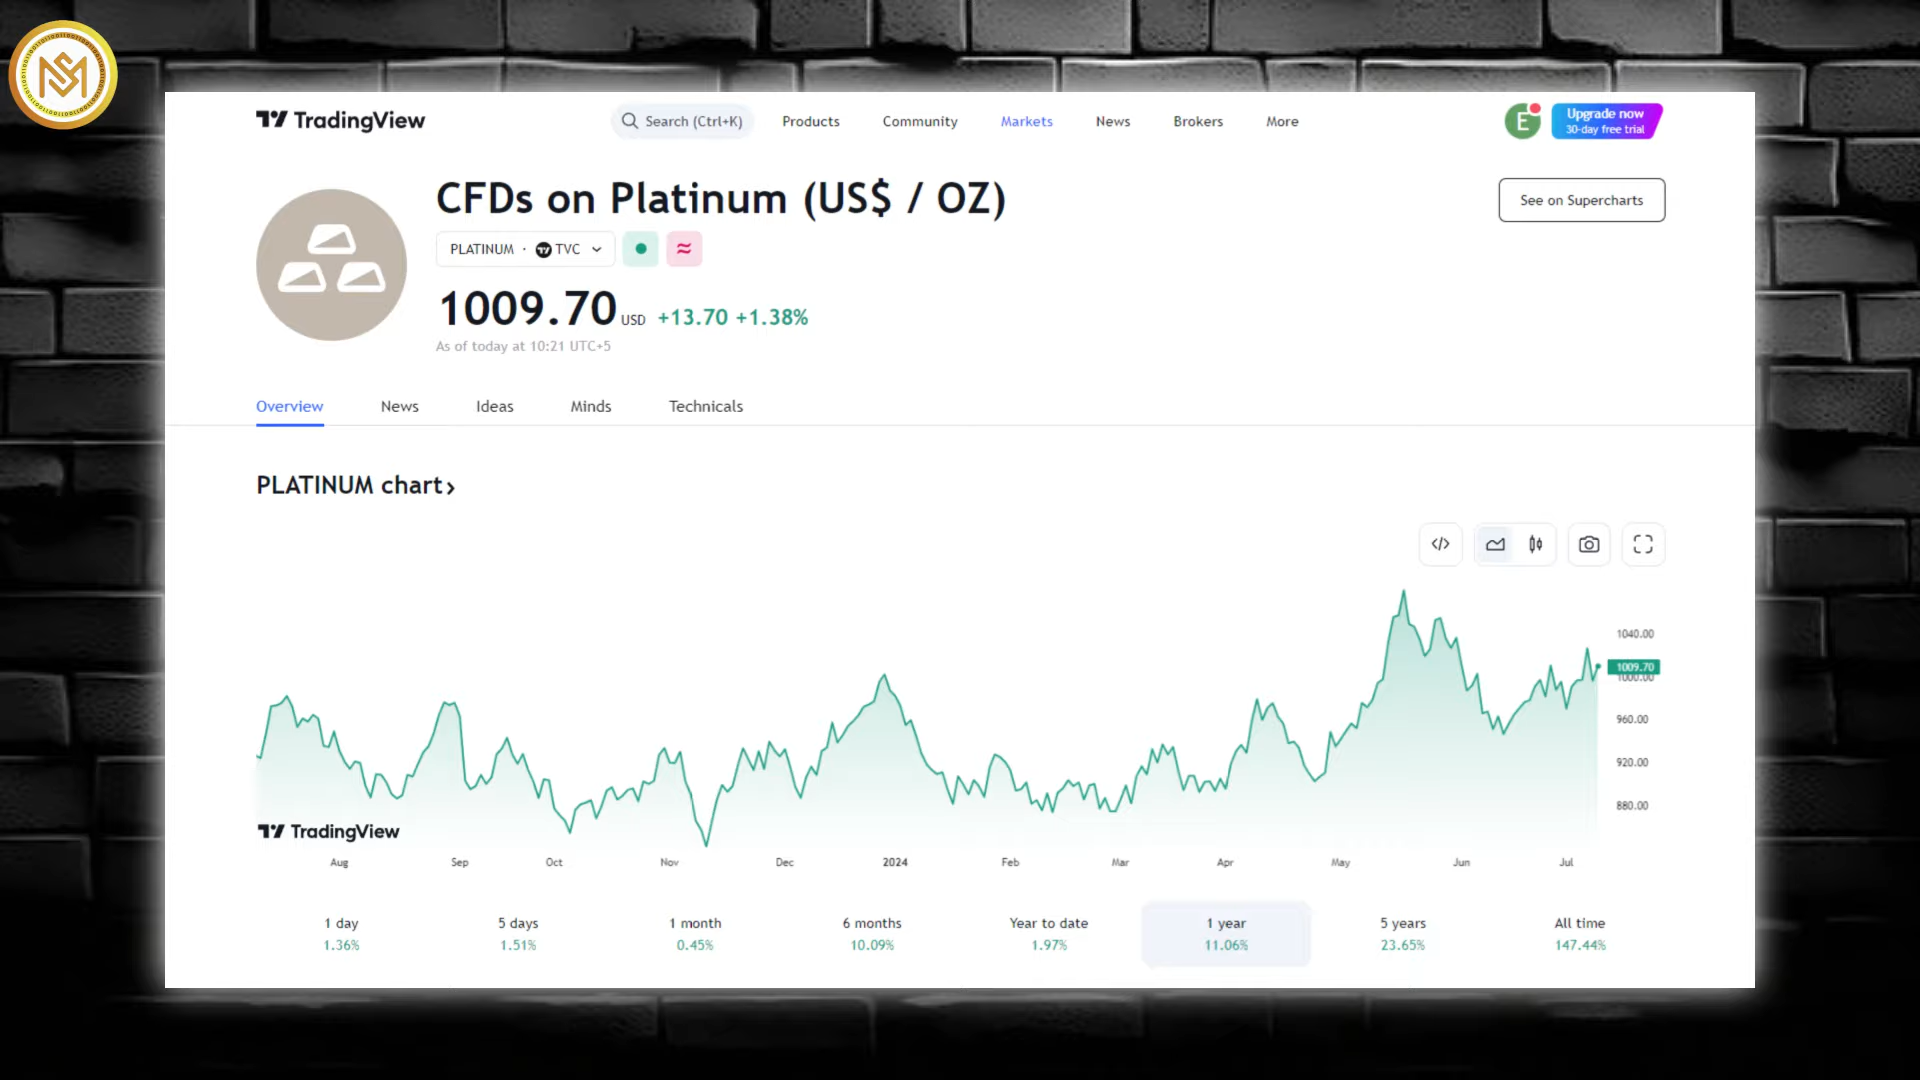 TradingView
Search (Ctrl+K)
Products
Community
Markets
News
Brokers
More
E
Upgrade now
30-day free trial
CFDs on Platinum (US$ / OZ)
See on Supercharts
PLATINUM · TVC
1009.70 USD +13.70 +1.38%
As of today at 10:21 UTC+5
Overview
News
Ideas
Minds
Technicals
PLATINUM chart
1040.00
1009.70
1000.00
960.00
920.00
880.00
TradingView
Aug
Sep
Oct
Nov
Dec
2024
Feb
Mar
Apr
May
Jun
Jul
1 day
1.36%
5 days
1.51%
1 month
0.45%
6 months
10.09%
Year to date
1.97%
1 year
11.06%
5 years
23.65%
All time
147.44%